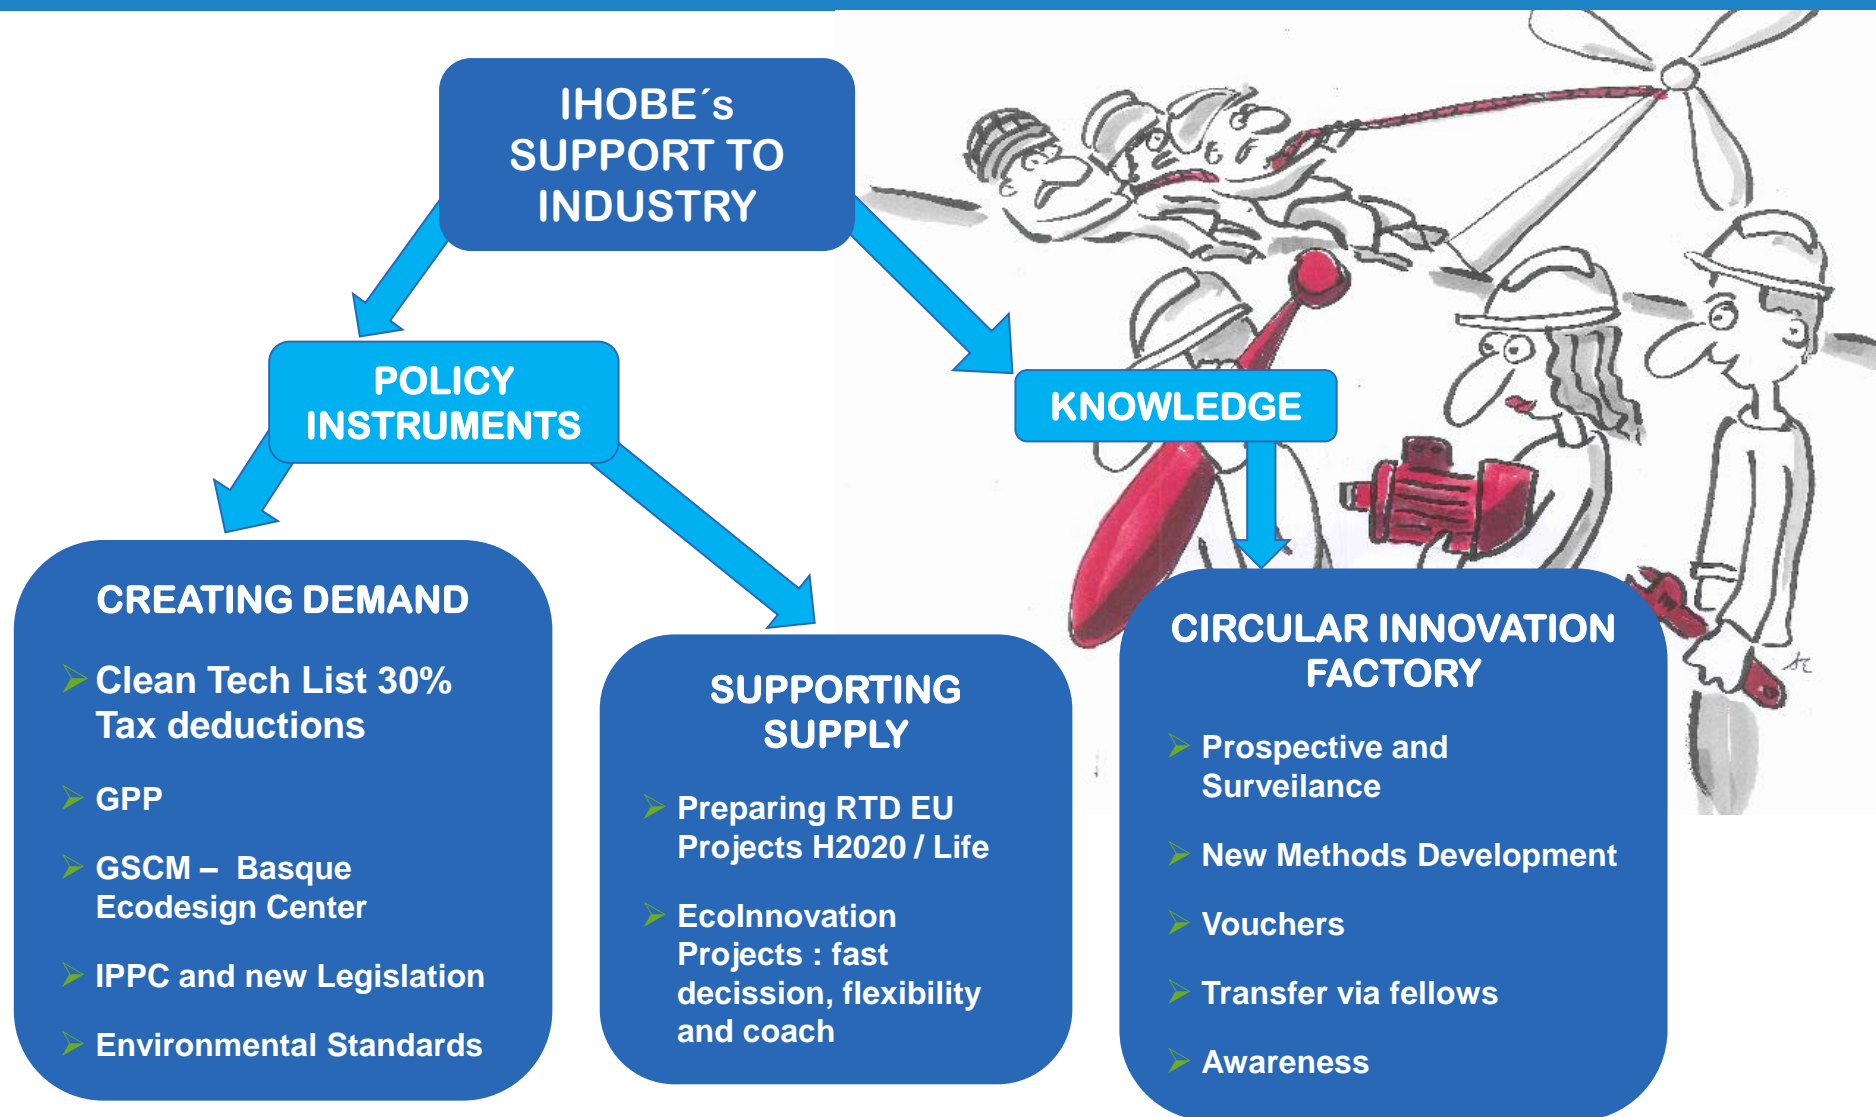 IHOBE´s
SUPPORT TO
INDUSTRY
POLICY
INSTRUMENTS
KNOWLEDGE
CREATING DEMAND
Clean Tech List 30%
Tax deductions
GPP
GSCM – Basque
Ecodesign Center
IPPC and new Legislation
Environmental Standards
SUPPORTING
SUPPLY
Preparing RTD EU
Projects H2020 / Life
EcoInnovation
Projects : fast
decission, flexibility
and coach
CIRCULAR INNOVATION
FACTORY
Prospective and
Surveilance
New Methods Development
Vouchers
Transfer via fellows
Awareness